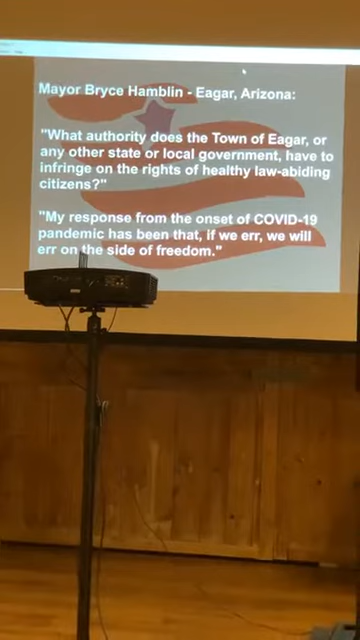 Mayor Bryce Hamblin - Eagar, Arizona:
"What authority does the Town of Eagar, or
any other state or local government, have to
infringe on the rights of healthy law-abiding
citizens?"
"My response from the onset of COVID-19
pandemic has been that, if we err, we will
err on the side of freedom."